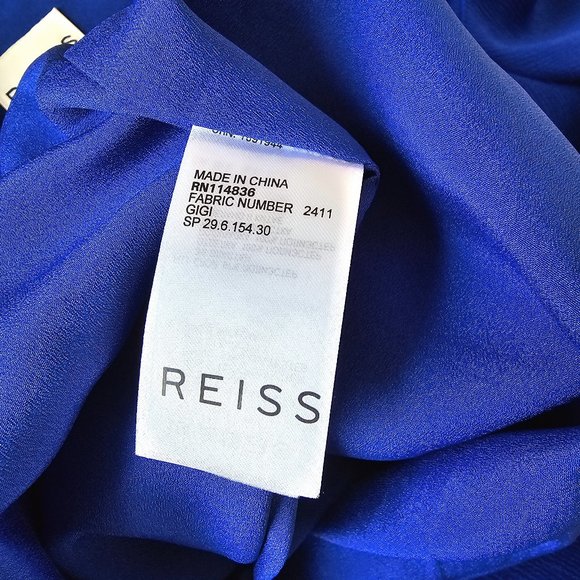 MADE IN CHINA
RN114836
FABRIC NUMBER 2411
GIGI
SP 29.6.154.30
REISS